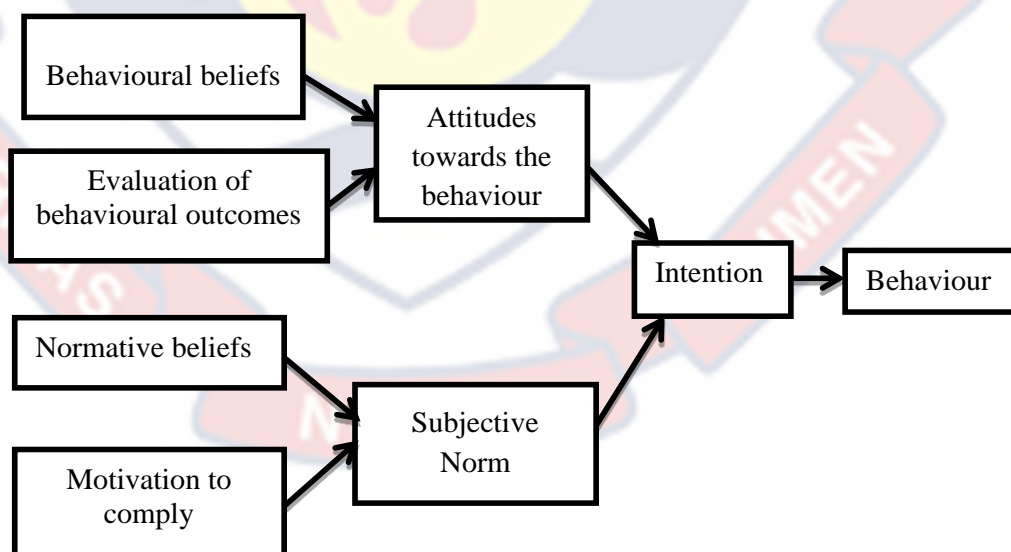 Behavioural beliefs
Attitudes
towards the
behaviour
Evaluation of
behavioural outcomes
Intention
Behaviour
Normative beliefs
Subjective
Norm
Motivation to
comply